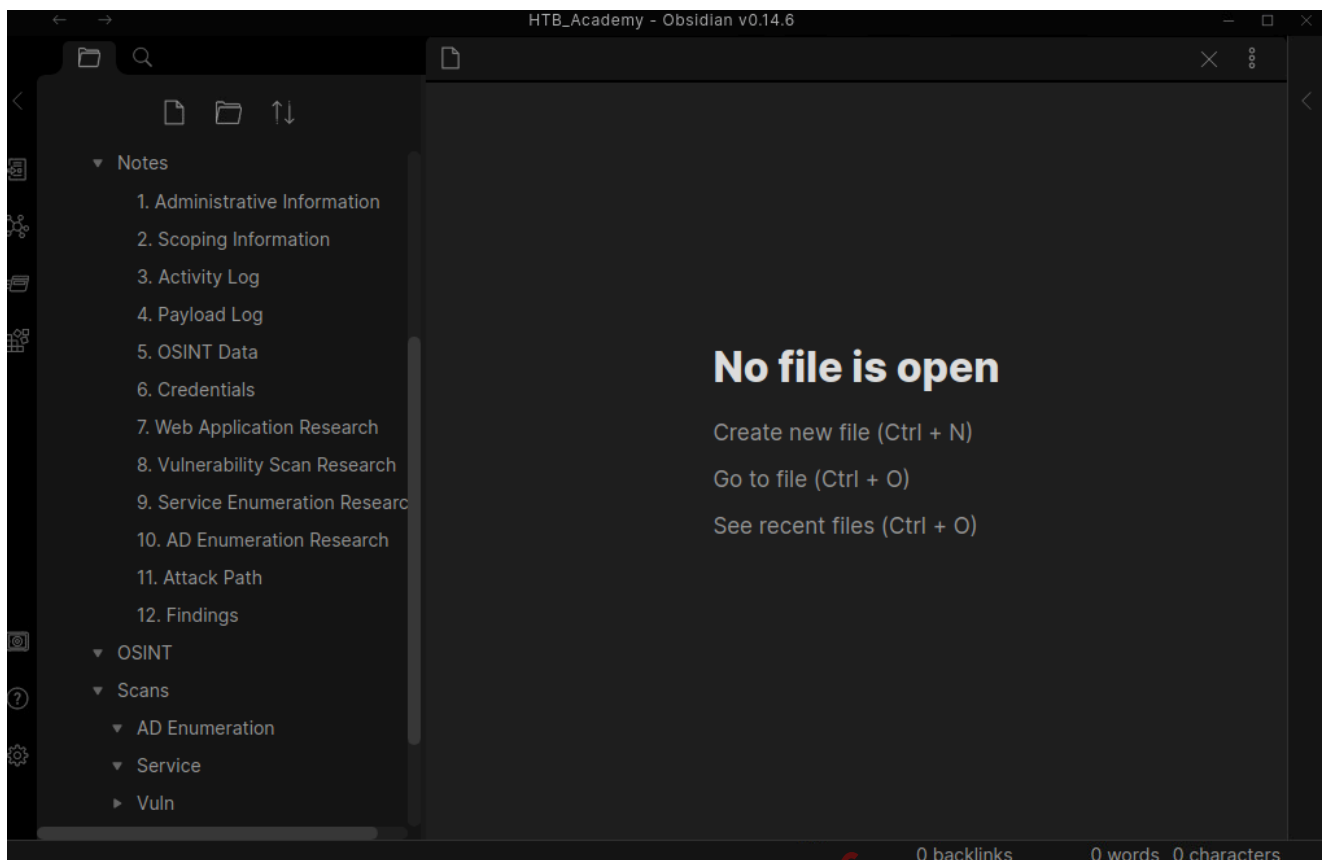 HTB_Academy - Obsidian v0.14.6
Notes
1. Administrative Information
2. Scoping Information
3. Activity Log
4. Payload Log
5. OSINT Data
6. Credentials
7. Web Application Research
8. Vulnerability Scan Research
9. Service Enumeration Researc
10. AD Enumeration Research
11. Attack Path
12. Findings
OSINT
Scans
AD Enumeration
Service
Vuln
No file is open
Create new file (Ctrl + N)
Go to file (Ctrl + O)
See recent files (Ctrl + O)
0 backlinks 0 words 0 characters